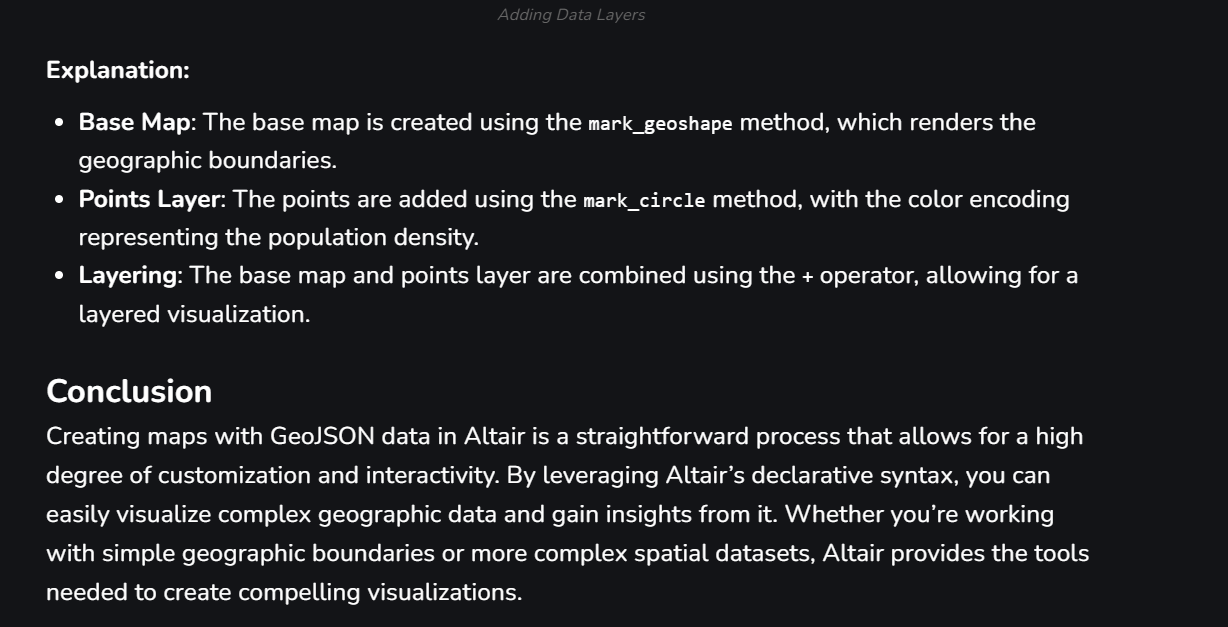 Adding Data Layers
Explanation:
• Base Map: The base map is created using the mark_geoshape method, which renders the
geographic boundaries.
• Points Layer: The points are added using the mark_circle method, with the color encoding
representing the population density.
• Layering: The base map and points layer are combined using the + operator, allowing for a
layered visualization.
Conclusion
Creating maps with GeoJSON data in Altair is a straightforward process that allows for a high
degree of customization and interactivity. By leveraging Altair’s declarative syntax, you can
easily visualize complex geographic data and gain insights from it. Whether you’re working
with simple geographic boundaries or more complex spatial datasets, Altair provides the tools
needed to create compelling visualizations.